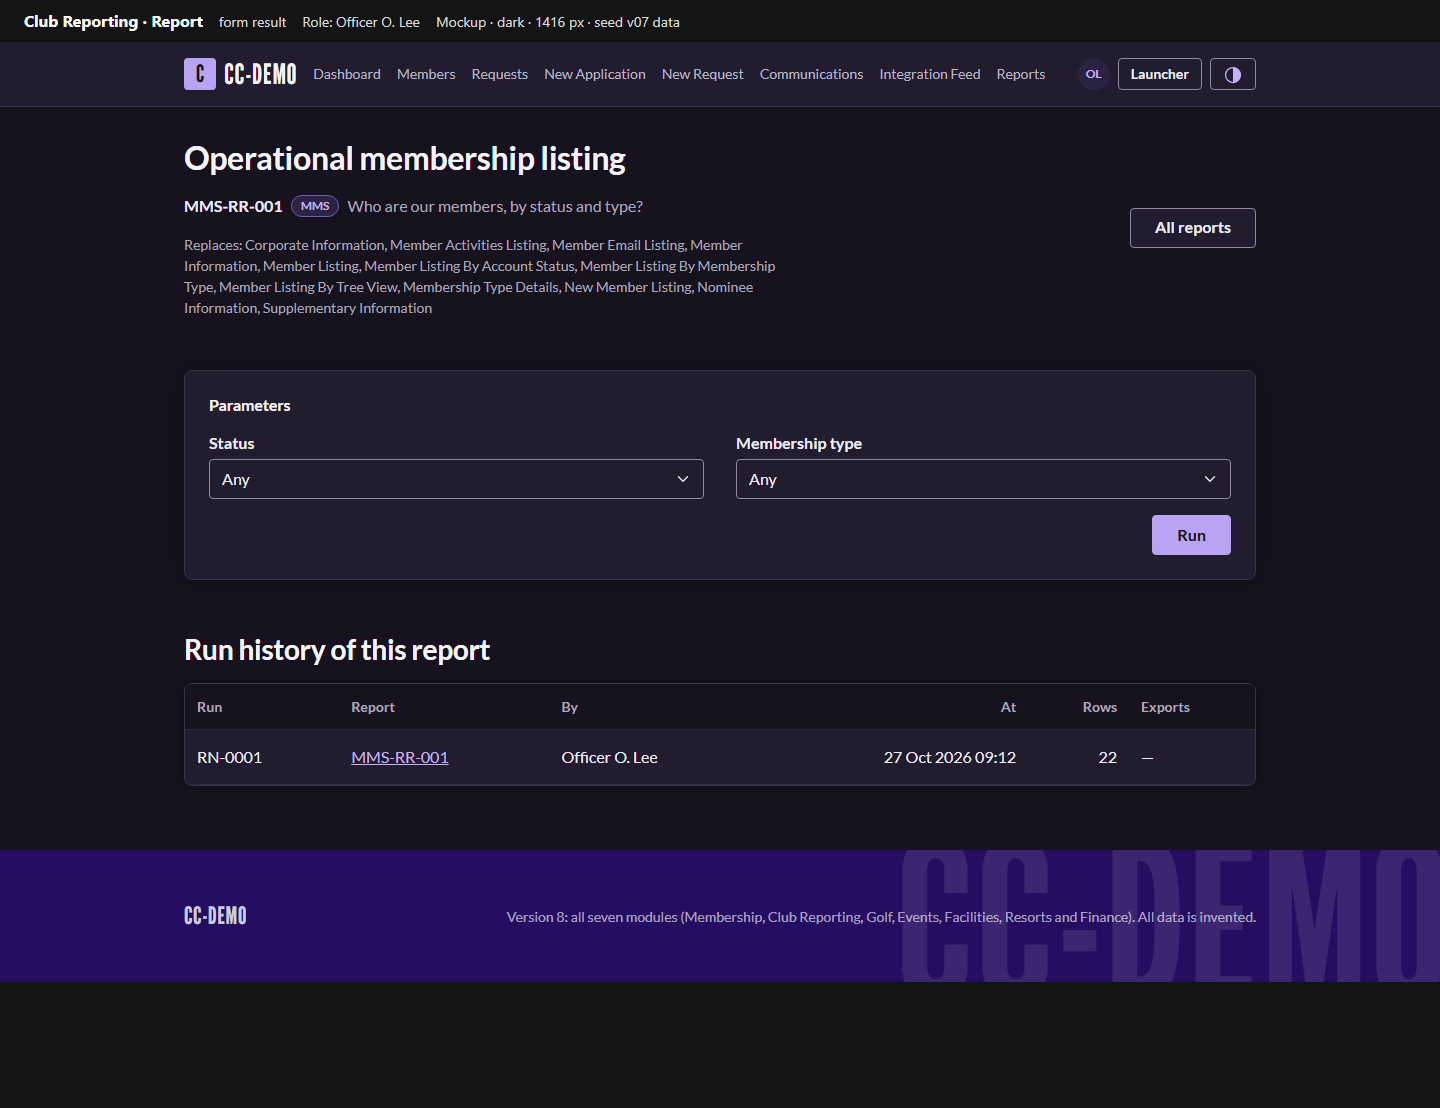 Club Reporting · Report form result Role: Officer O. Lee Mockup · dark · 1416 px · seed v07 data
C CC-DEMO Dashboard Members Requests New Application New Request Communications Integration Feed Reports OL Launcher
Operational membership listing
MMS-RR-001 MMS Who are our members, by status and type?
All reports
Replaces: Corporate Information, Member Activities Listing, Member Email Listing, Member
Information, Member Listing, Member Listing By Account Status, Member Listing By Membership
Type, Member Listing By Tree View, Membership Type Details, New Member Listing, Nominee
Information, Supplementary Information
Parameters
Status Membership type
Any Any
Run
Run history of this report
Run Report By At Rows Exports
RN-0001 MMS-RR-001 Officer O. Lee 27 Oct 2026 09:12 22 —
CC-DEMO
CC-DEMO Version 8: all seven modules (Membership, Club Reporting, Golf, Events, Facilities, Resorts and Finance). All data is invented.